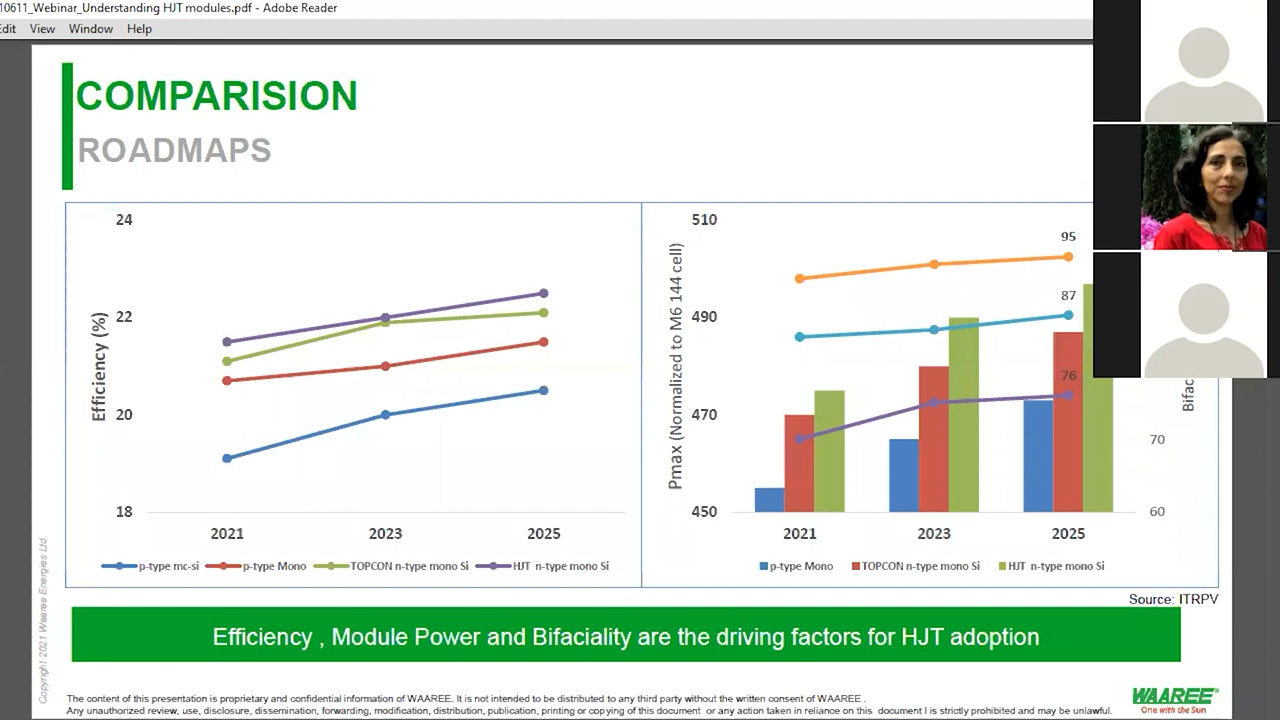 10611_Webinar_Understanding HJT modules.pdf - Adobe Reader
Edit View Window Help
COMPARISION
ROADMAPS
24
22
20
18
Efficiency (%)
2021 2023 2025
p-type mc-si p-type Mono TOPCON n-type mono Si HJT n-type mono Si
510
490
470
450
Pmax (Normalized to M6 144 cell)
95
87
76
70
60
Bifac
2021 2023 2025
p-type Mono TOPCON n-type mono Si HJT n-type mono Si
Source: ITRPV
Efficiency , Module Power and Bifaciality are the driving factors for HJT adoption
Copyright 2021 Waaree Energies Ltd.
The content of this presentation is proprietary and confidential information of WAAREE. It is not intended to be distributed to any third party without the written consent of WAAREE .
Any unauthorized review, use, disclosure, dissemination, forwarding, modification, distribution, publication, printing or copying of this document or any action taken in reliance on this document I is strictly prohibited and may be unlawful.
WAAREE
One with the Sun